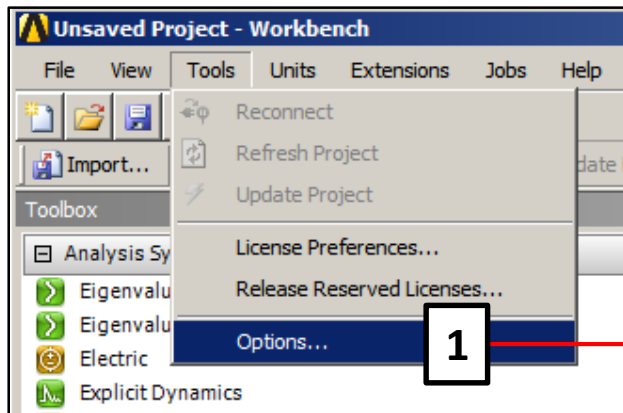 Unsaved Project - Workbench
File View Tools Units Extensions Jobs Help
Reconnect
Import...
Refresh Project
date
Update Project
Toolbox
License Preferences...
Analysis Sy
Release Reserved Licenses...
Eigenvalu
Eigenvalu
Options...
1
Electric
Explicit Dynamics